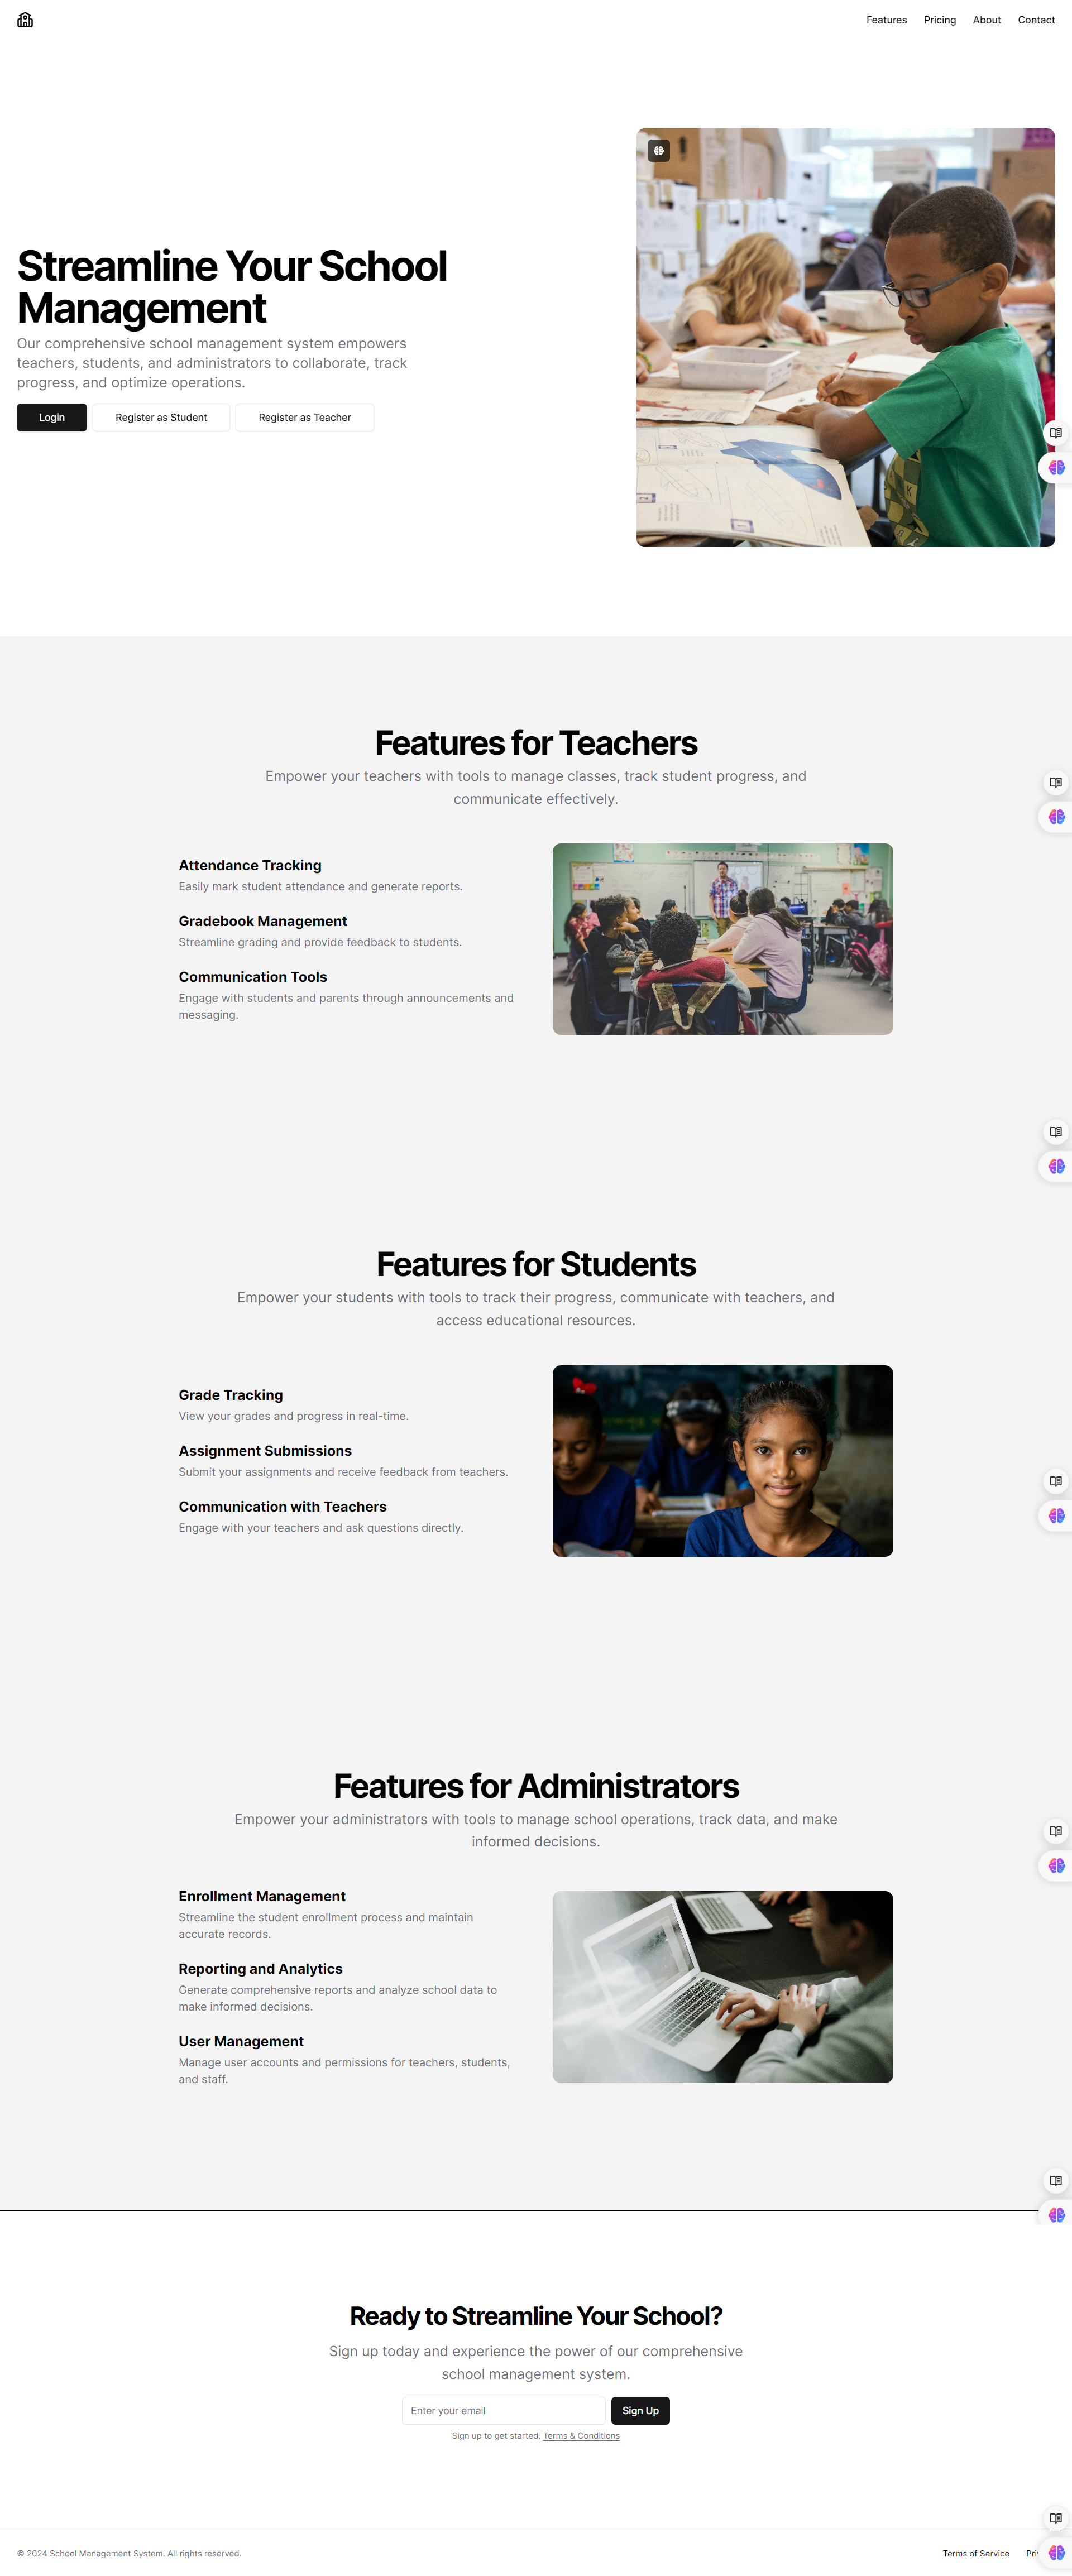 Features Pricing About Contact
Streamline Your School
Management
Our comprehensive school management system empowers
teachers, students, and administrators to collaborate, track
progress, and optimize operations.
Login Register as Student Register as Teacher
Features for Teachers
Empower your teachers with tools to manage classes, track student progress, and
communicate effectively.
Attendance Tracking
Easily mark student attendance and generate reports.
Gradebook Management
Streamline grading and provide feedback to students.
Communication Tools
Engage with students and parents through announcements and
messaging.
Features for Students
Empower your students with tools to track their progress, communicate with teachers, and
access educational resources.
Grade Tracking
View your grades and progress in real-time.
Assignment Submissions
Submit your assignments and receive feedback from teachers.
Communication with Teachers
Engage with your teachers and ask questions directly.
Features for Administrators
Empower your administrators with tools to manage school operations, track data, and make
informed decisions.
Enrollment Management
Streamline the student enrollment process and maintain
accurate records.
Reporting and Analytics
Generate comprehensive reports and analyze school data to
make informed decisions.
User Management
Manage user accounts and permissions for teachers, students,
and staff.
Ready to Streamline Your School?
Sign up today and experience the power of our comprehensive
school management system.
Enter your email Sign Up
Sign up to get started. Terms & Conditions
© 2024 School Management System. All rights reserved. Terms of Service